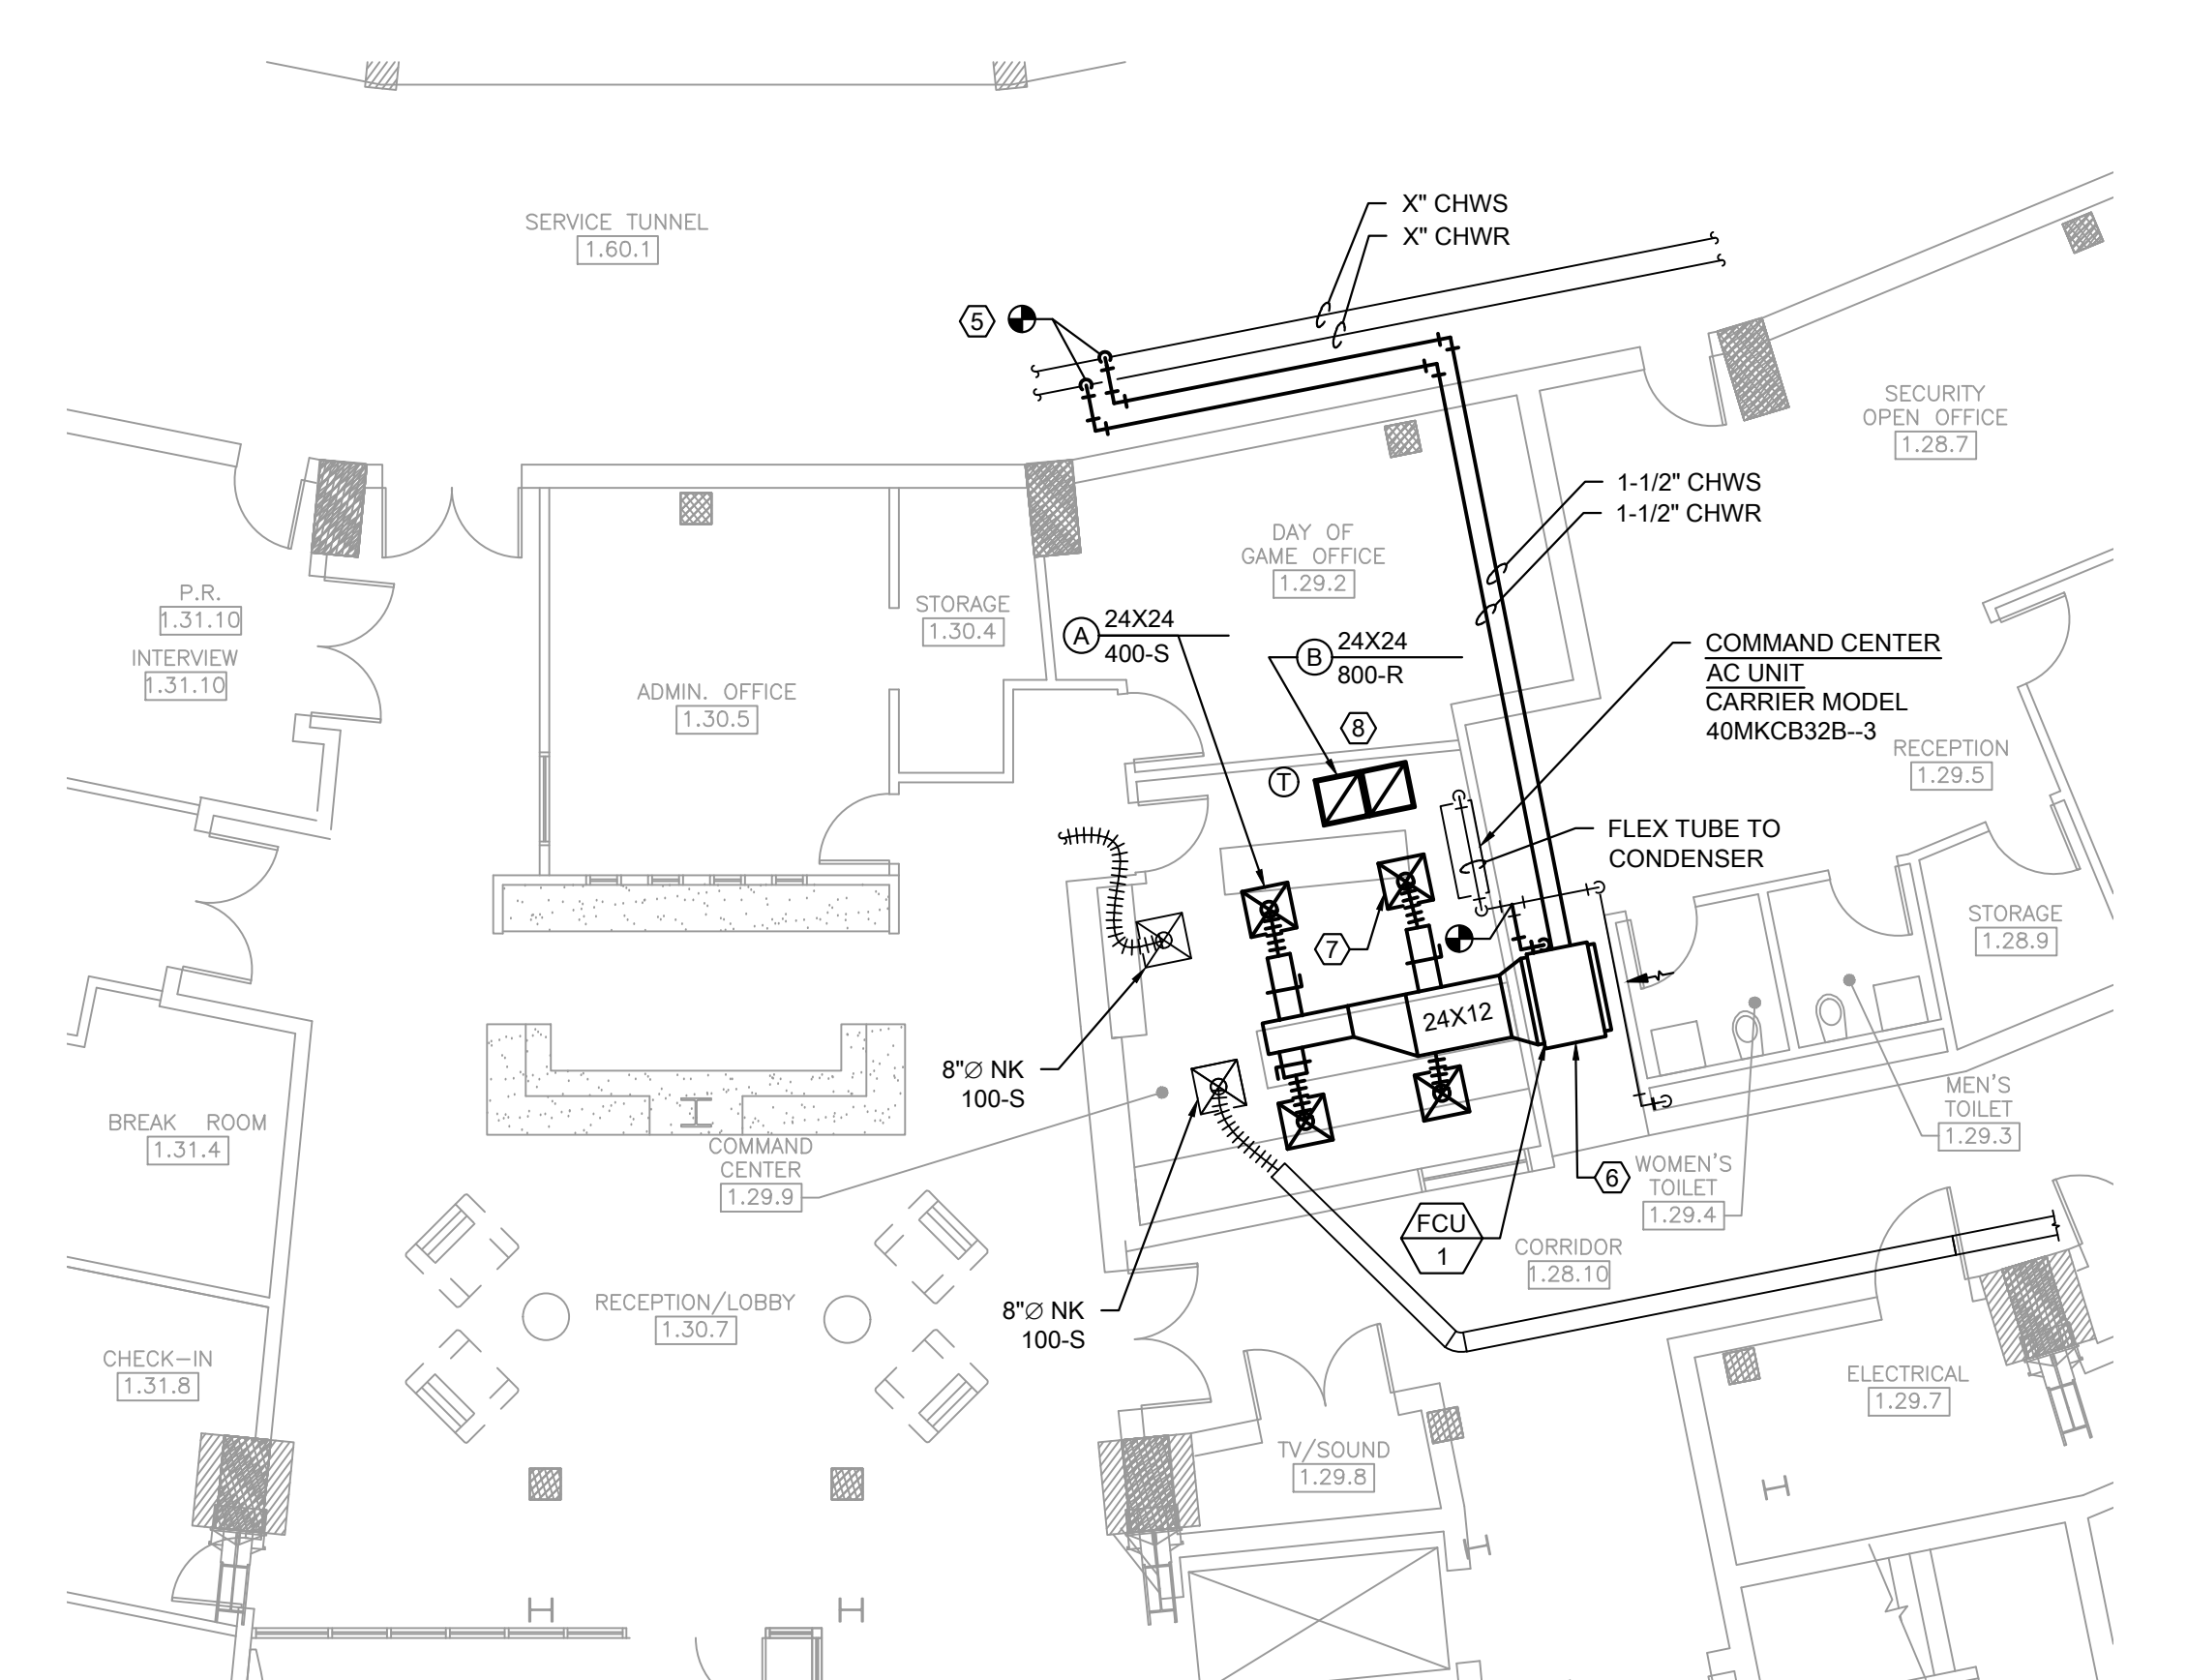 X" CHWS
X" CHWR
SERVICE TUNNEL
1.60.1
5
SECURITY
OPEN OFFICE
1.28.7
1-1/2" CHWS
1-1/2" CHWR
DAY OF
GAME OFFICE
1.29.2
P.R.
1.31.10
INTERVIEW
1.31.10
STORAGE
1.30.4
A
24X24
400-S
B
24X24
800-R
COMMAND CENTER
AC UNIT
CARRIER MODEL
40MKCB32B--3
ADMIN. OFFICE
1.30.5
8
T
RECEPTION
1.29.5
FLEX TUBE TO
CONDENSER
STORAGE
1.28.9
7
24X12
8"∅ NK
100-S
MEN'S
TOILET
1.29.3
BREAK ROOM
1.31.4
COMMAND
CENTER
1.29.9
WOMEN'S
TOILET
1.29.4
6
FCU
1
CORRIDOR
1.28.10
RECEPTION/LOBBY
1.30.7
8"∅ NK
100-S
CHECK-IN
1.31.8
ELECTRICAL
1.29.7
TV/SOUND
1.29.8